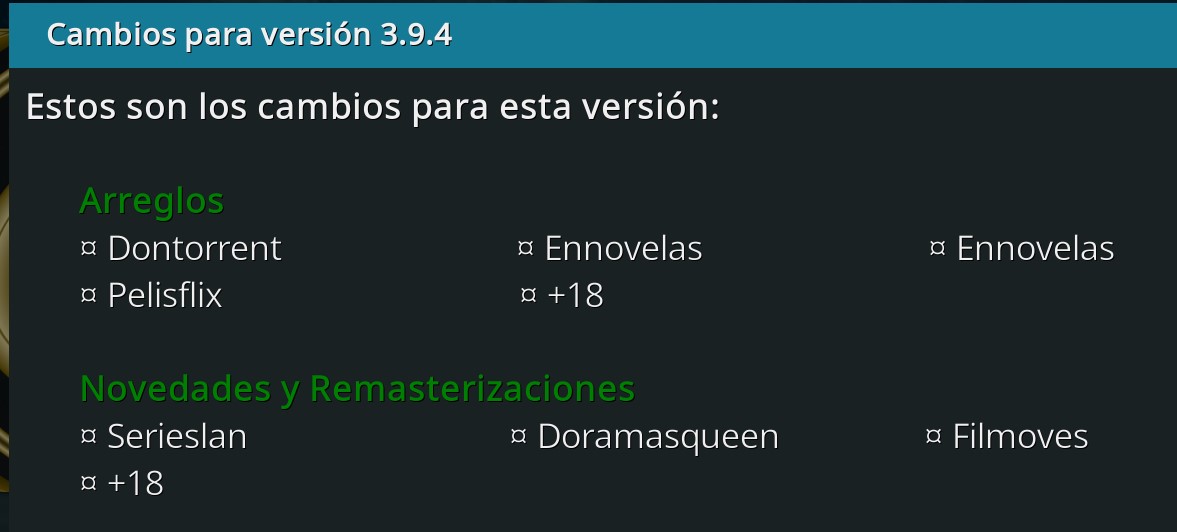 Cambios para versión 3.9.4
Estos son los cambios para esta versión:
Arreglos
¤ Dontorrent ¤ Ennovelas ¤ Ennovelas
¤ Pelisflix ¤ +18
Novedades y Remasterizaciones
¤ Serieslan ¤ Doramasqueen ¤ Filmoves
¤ +18